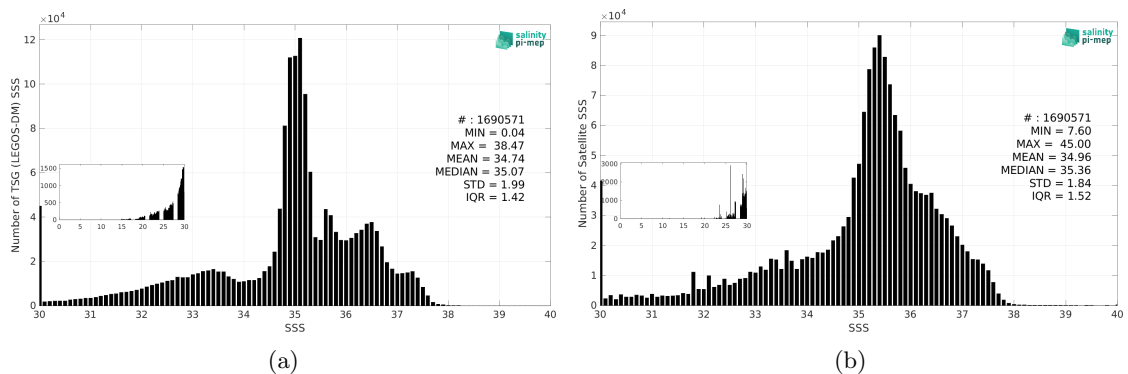 ×10⁴
12
10
8
6
4
2
0
Number of TSG (LEGOS-DM) SSS
salinity
pi-mep
# : 1690571
MIN = 0.04
MAX = 38.47
MEAN = 34.74
MEDIAN = 35.07
STD = 1.99
IQR = 1.42
1500
1000
500
0
0 5 10 15 20 25 30
30 31 32 33 34 35 36 37 38 39 40
SSS
(a)
×10⁴
9
8
7
6
5
4
3
2
1
0
Number of Satellite SSS
salinity
pi-mep
# : 1690571
MIN = 7.60
MAX = 45.00
MEAN = 34.96
MEDIAN = 35.36
STD = 1.84
IQR = 1.52
3000
2000
1000
0
0 5 10 15 20 25 30
30 31 32 33 34 35 36 37 38 39 40
SSS
(b)